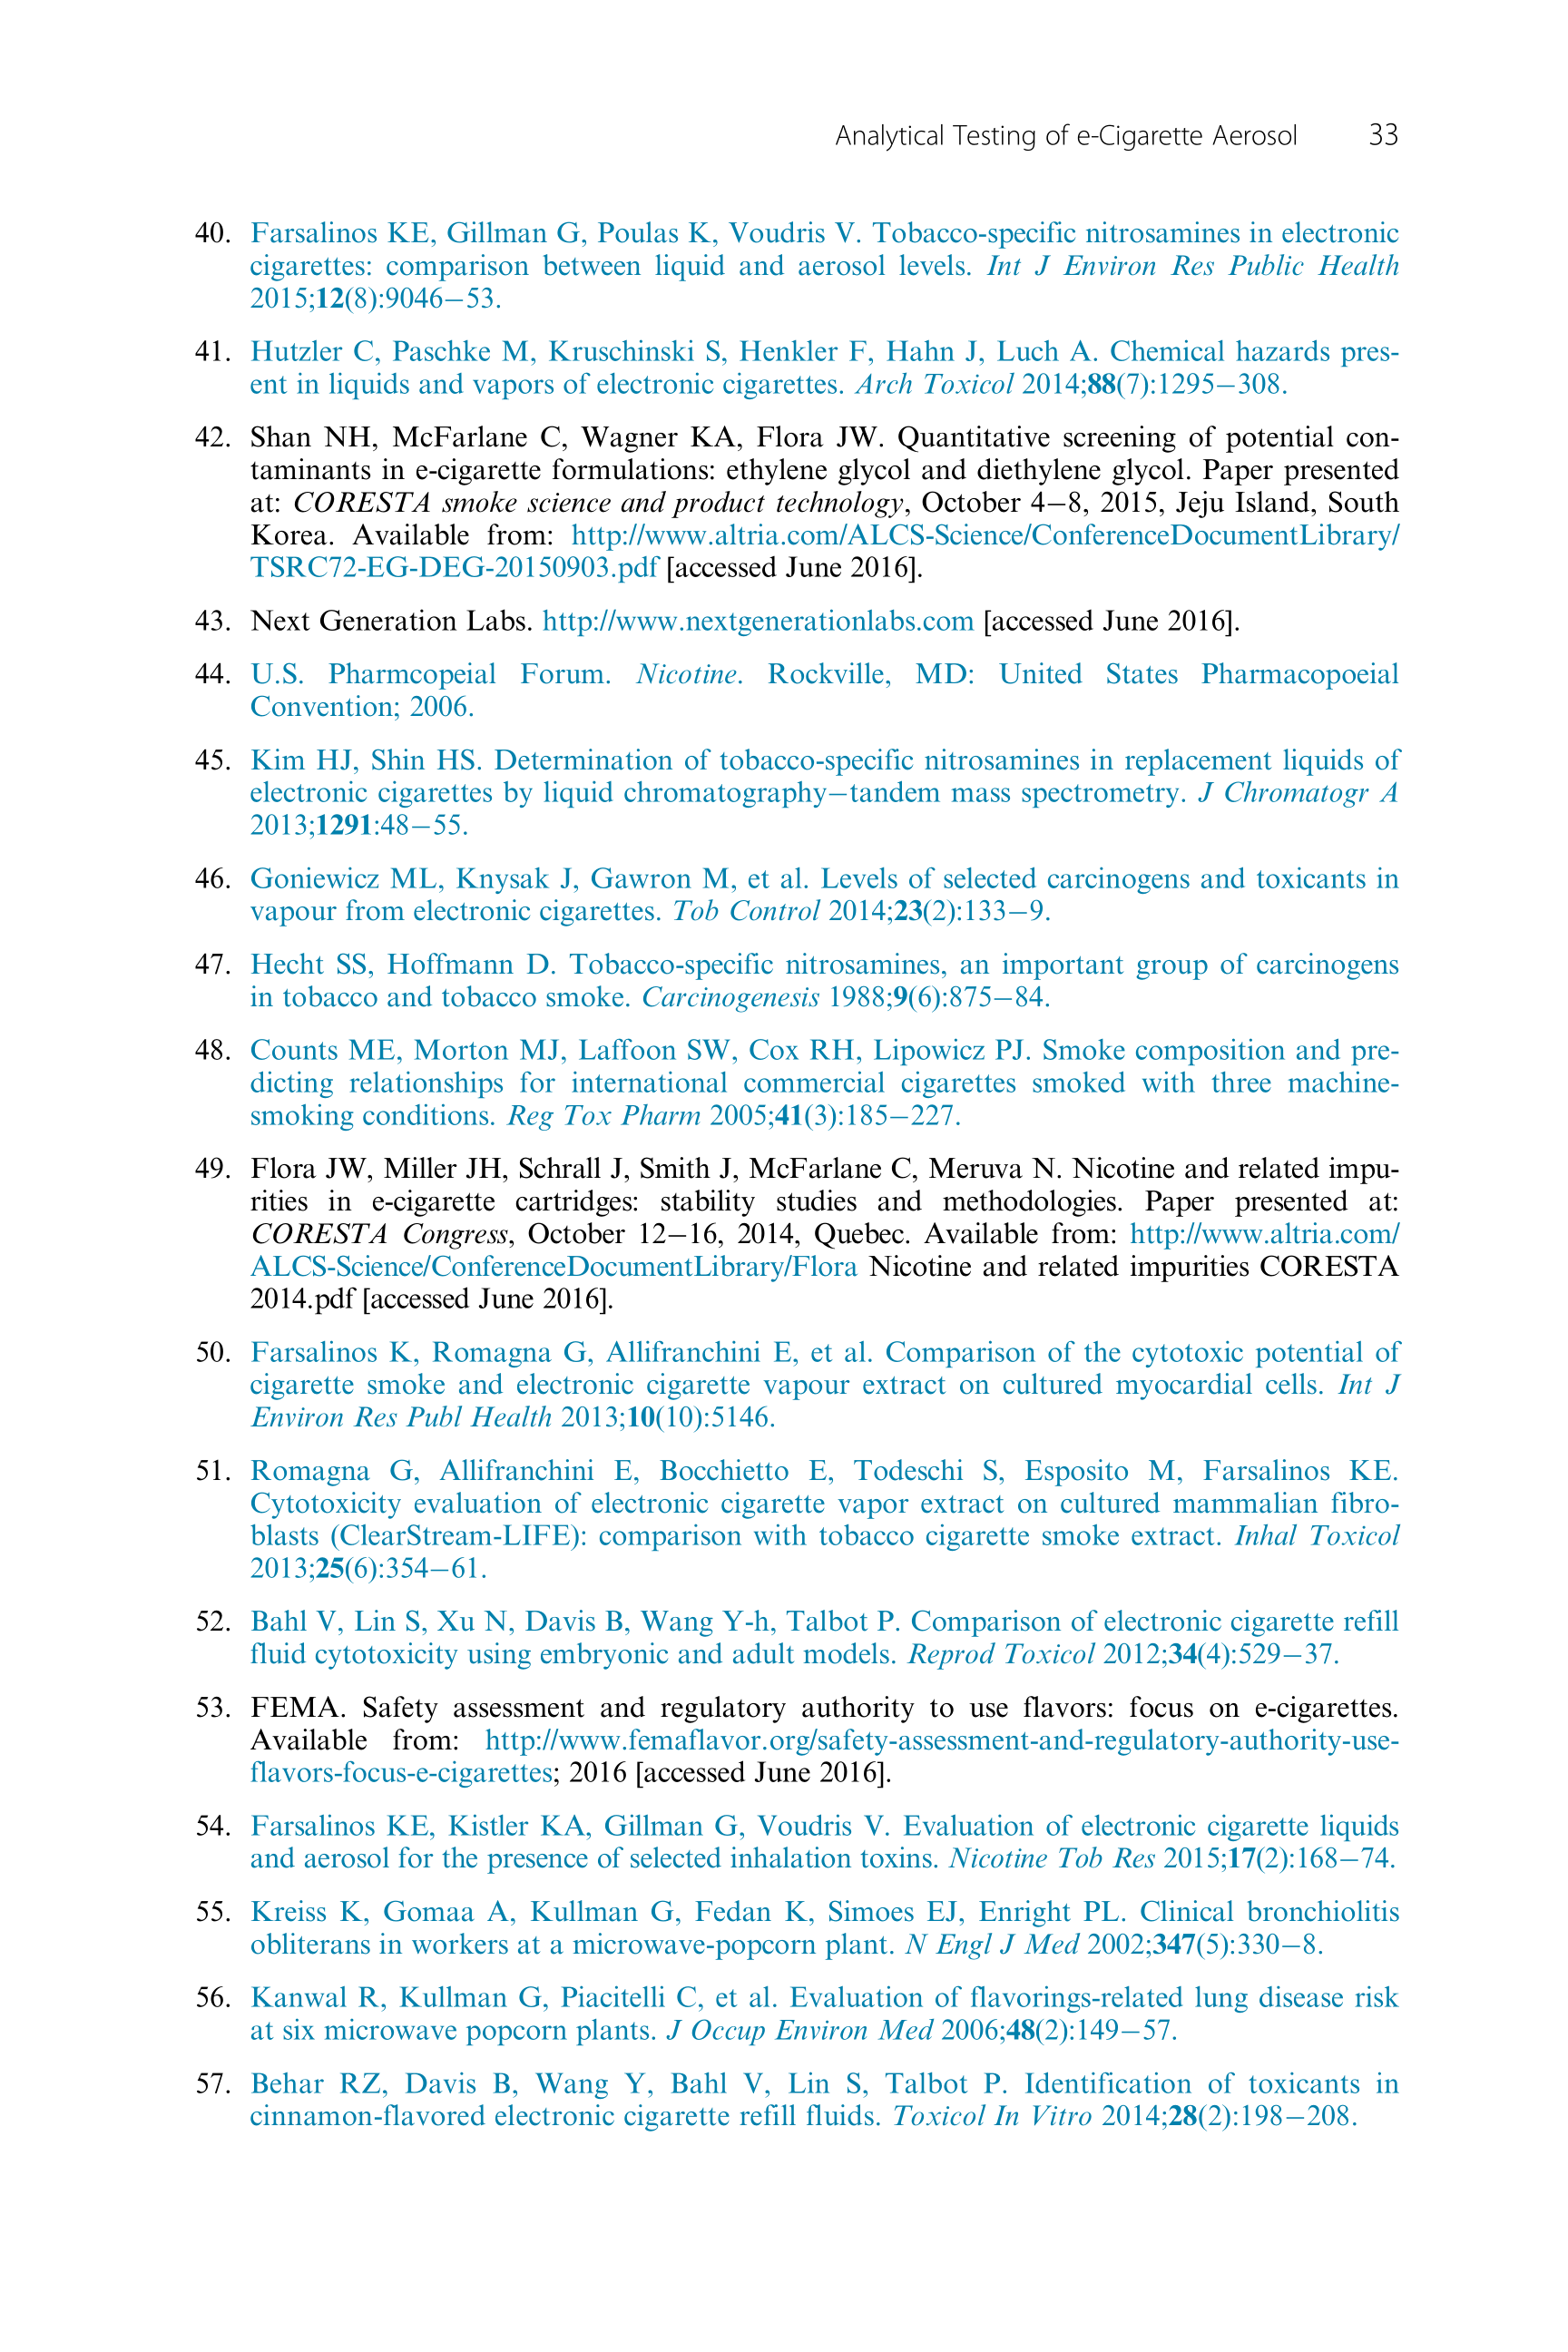 Analytical Testing of e-Cigarette Aerosol 33
40. Farsalinos KE, Gillman G, Poulas K, Voudris V. Tobacco-specific nitrosamines in electronic
cigarettes: comparison between liquid and aerosol levels. Int J Environ Res Public Health
2015;12(8):9046–53.
41. Hutzler C, Paschke M, Kruschinski S, Henkler F, Hahn J, Luch A. Chemical hazards pres-
ent in liquids and vapors of electronic cigarettes. Arch Toxicol 2014;88(7):1295–308.
42. Shan NH, McFarlane C, Wagner KA, Flora JW. Quantitative screening of potential con-
taminants in e-cigarette formulations: ethylene glycol and diethylene glycol. Paper presented
at: CORESTA smoke science and product technology, October 4–8, 2015, Jeju Island, South
Korea. Available from: http://www.altria.com/ALCS-Science/ConferenceDocumentLibrary/
TSRC72-EG-DEG-20150903.pdf [accessed June 2016].
43. Next Generation Labs. http://www.nextgenerationlabs.com [accessed June 2016].
44. U.S. Pharmcopeial Forum. Nicotine. Rockville, MD: United States Pharmacopoeial
Convention; 2006.
45. Kim HJ, Shin HS. Determination of tobacco-specific nitrosamines in replacement liquids of
electronic cigarettes by liquid chromatography–tandem mass spectrometry. J Chromatogr A
2013;1291:48–55.
46. Goniewicz ML, Knysak J, Gawron M, et al. Levels of selected carcinogens and toxicants in
vapour from electronic cigarettes. Tob Control 2014;23(2):133–9.
47. Hecht SS, Hoffmann D. Tobacco-specific nitrosamines, an important group of carcinogens
in tobacco and tobacco smoke. Carcinogenesis 1988;9(6):875–84.
48. Counts ME, Morton MJ, Laffoon SW, Cox RH, Lipowicz PJ. Smoke composition and pre-
dicting relationships for international commercial cigarettes smoked with three machine-
smoking conditions. Reg Tox Pharm 2005;41(3):185–227.
49. Flora JW, Miller JH, Schrall J, Smith J, McFarlane C, Meruva N. Nicotine and related impu-
rities in e-cigarette cartridges: stability studies and methodologies. Paper presented at:
CORESTA Congress, October 12–16, 2014, Quebec. Available from: http://www.altria.com/
ALCS-Science/ConferenceDocumentLibrary/Flora Nicotine and related impurities CORESTA
2014.pdf [accessed June 2016].
50. Farsalinos K, Romagna G, Allifranchini E, et al. Comparison of the cytotoxic potential of
cigarette smoke and electronic cigarette vapour extract on cultured myocardial cells. Int J
Environ Res Publ Health 2013;10(10):5146.
51. Romagna G, Allifranchini E, Bocchietto E, Todeschi S, Esposito M, Farsalinos KE.
Cytotoxicity evaluation of electronic cigarette vapor extract on cultured mammalian fibro-
blasts (ClearStream-LIFE): comparison with tobacco cigarette smoke extract. Inhal Toxicol
2013;25(6):354–61.
52. Bahl V, Lin S, Xu N, Davis B, Wang Y-h, Talbot P. Comparison of electronic cigarette refill
fluid cytotoxicity using embryonic and adult models. Reprod Toxicol 2012;34(4):529–37.
53. FEMA. Safety assessment and regulatory authority to use flavors: focus on e-cigarettes.
Available from: http://www.femaflavor.org/safety-assessment-and-regulatory-authority-use-
flavors-focus-e-cigarettes; 2016 [accessed June 2016].
54. Farsalinos KE, Kistler KA, Gillman G, Voudris V. Evaluation of electronic cigarette liquids
and aerosol for the presence of selected inhalation toxins. Nicotine Tob Res 2015;17(2):168–74.
55. Kreiss K, Gomaa A, Kullman G, Fedan K, Simoes EJ, Enright PL. Clinical bronchiolitis
obliterans in workers at a microwave-popcorn plant. N Engl J Med 2002;347(5):330–8.
56. Kanwal R, Kullman G, Piacitelli C, et al. Evaluation of flavorings-related lung disease risk
at six microwave popcorn plants. J Occup Environ Med 2006;48(2):149–57.
57. Behar RZ, Davis B, Wang Y, Bahl V, Lin S, Talbot P. Identification of toxicants in
cinnamon-flavored electronic cigarette refill fluids. Toxicol In Vitro 2014;28(2):198–208.